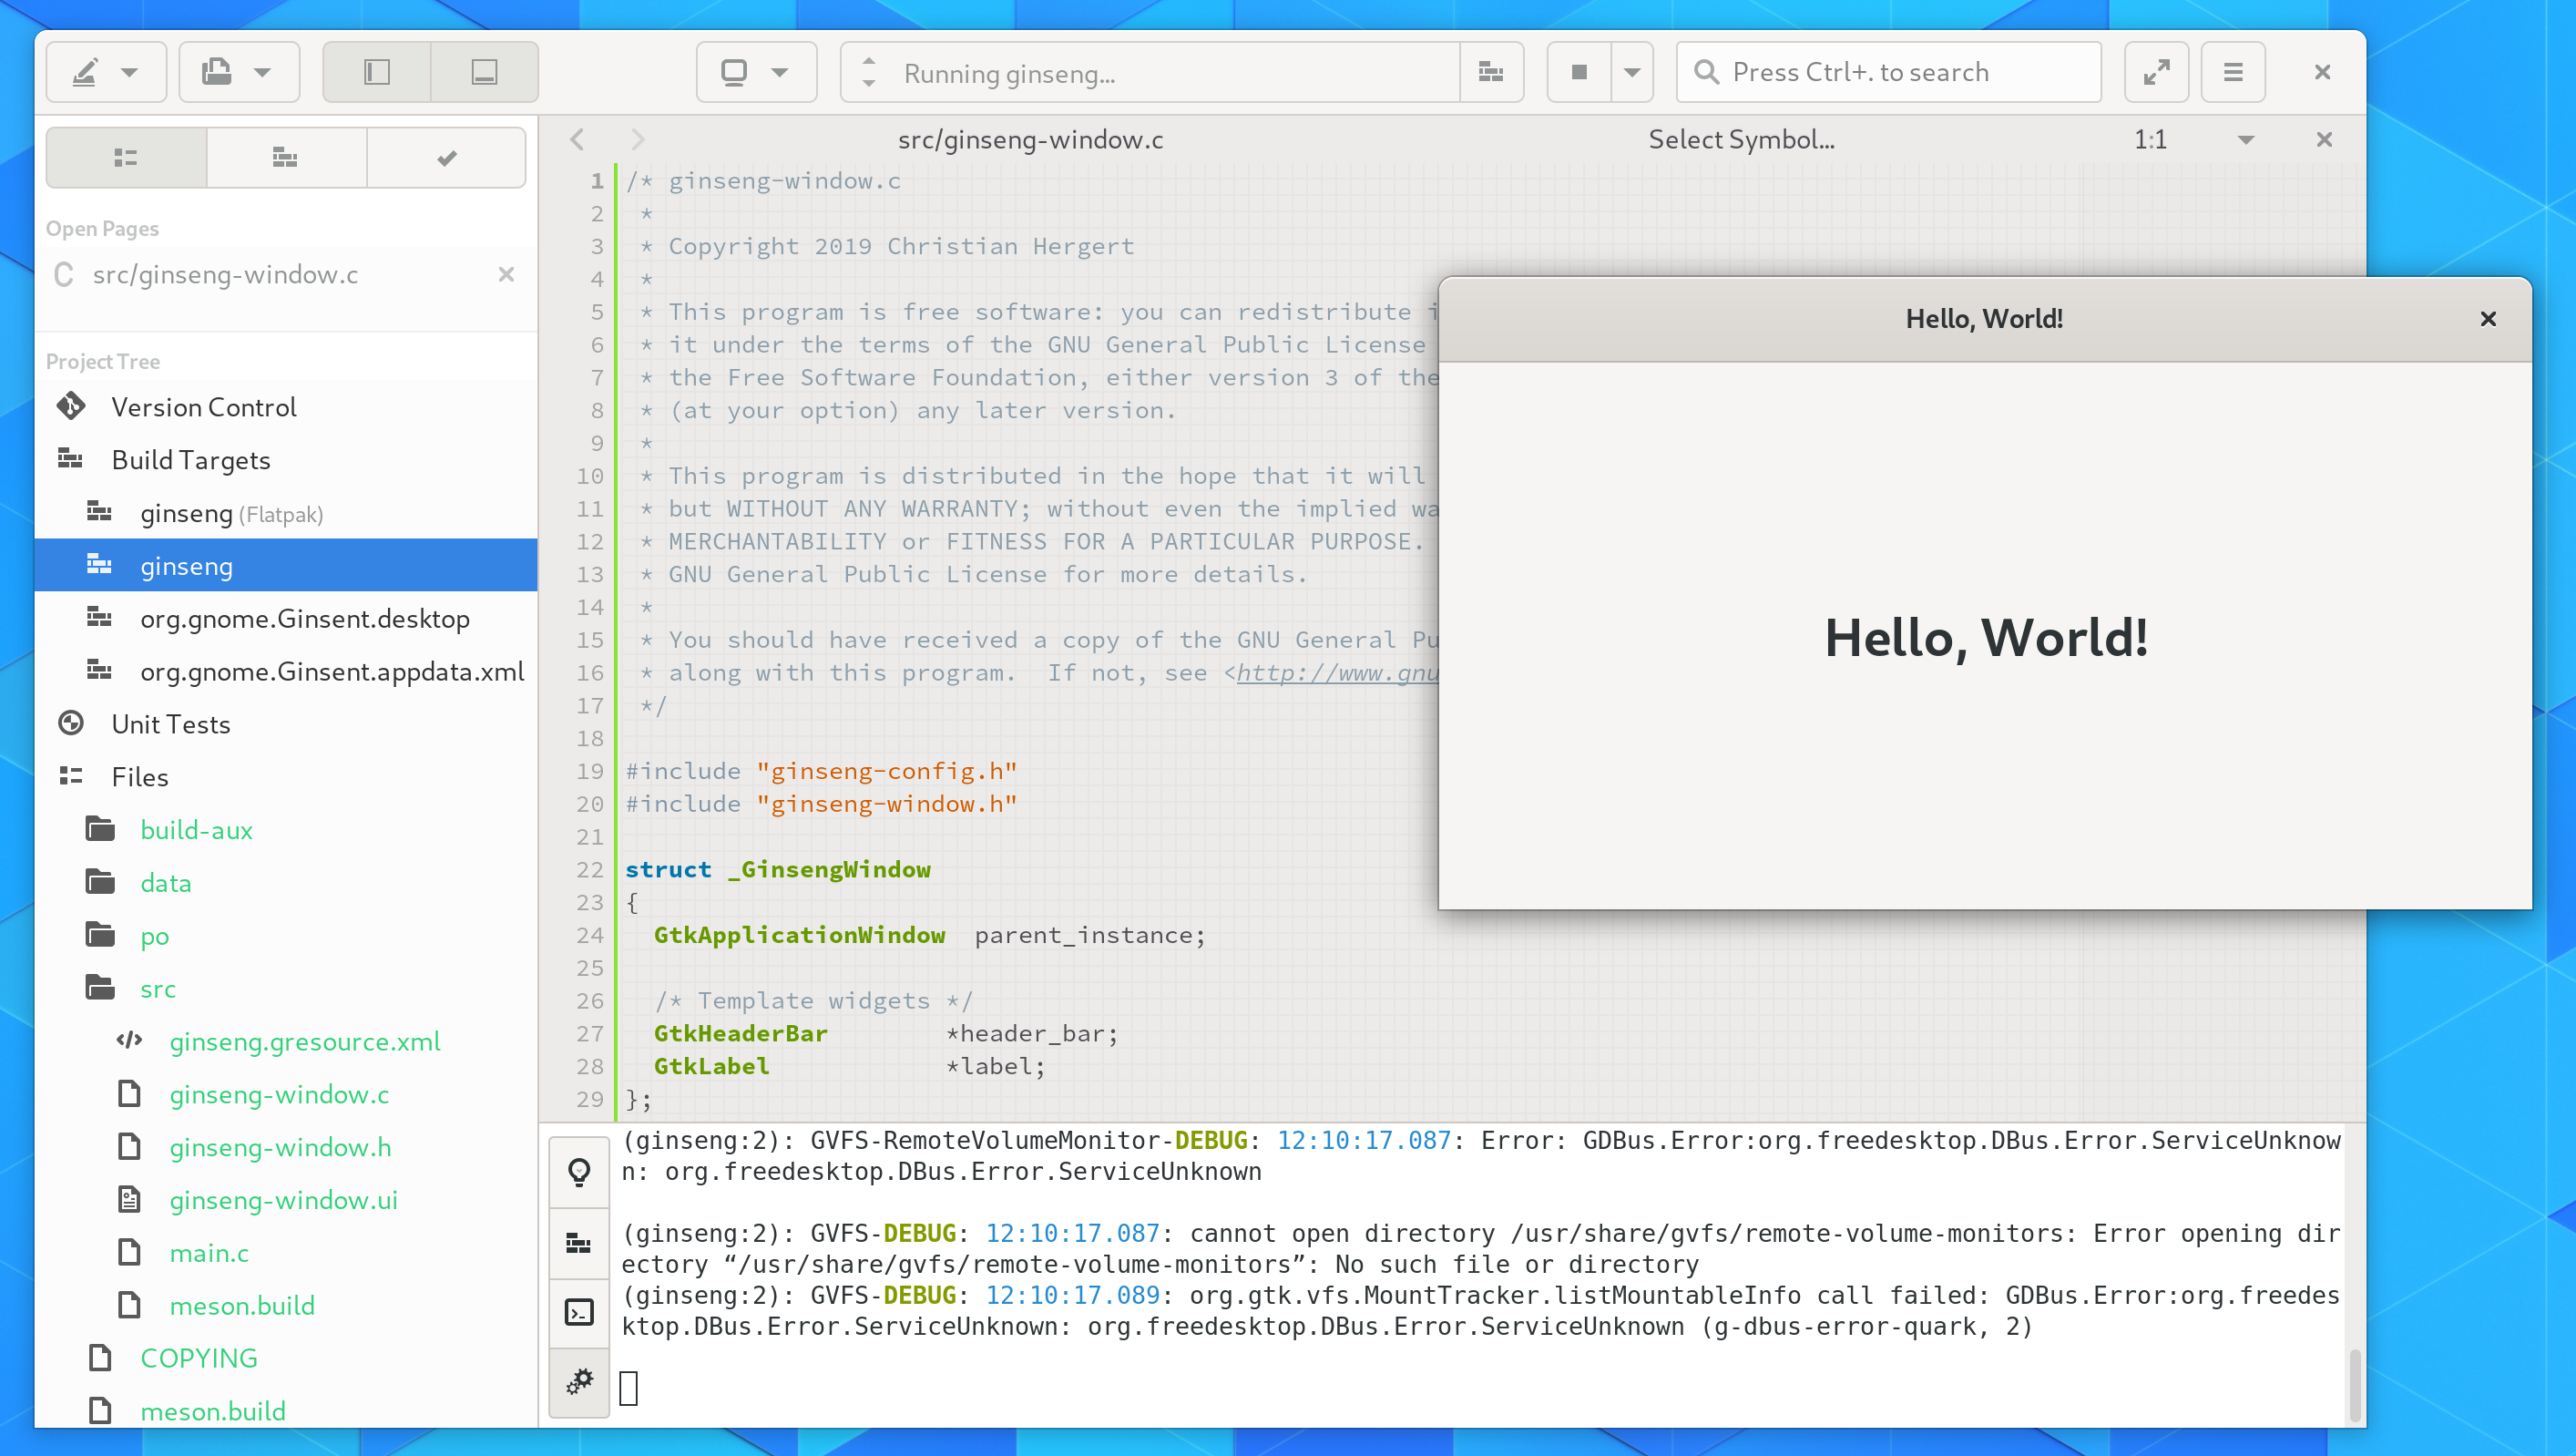 Running ginseng...
Press Ctrl+. to search
Open Pages
src/ginseng-window.c
Project Tree
Version Control
Build Targets
ginseng (Flatpak)
ginseng
org.gnome.Ginsent.desktop
org.gnome.Ginsent.appdata.xml
Unit Tests
Files
build-aux
data
po
src
ginseng.gresource.xml
ginseng-window.c
ginseng-window.h
ginseng-window.ui
main.c
meson.build
COPYING
meson.build
src/ginseng-window.c
Select Symbol...
1:1
1 /* ginseng-window.c
2 *
3 * Copyright 2019 Christian Hergert
4 *
5 * This program is free software: you can redistribute i
6 * it under the terms of the GNU General Public License
7 * the Free Software Foundation, either version 3 of the
8 * (at your option) any later version.
9 *
10 * This program is distributed in the hope that it will
11 * but WITHOUT ANY WARRANTY; without even the implied wa
12 * MERCHANTABILITY or FITNESS FOR A PARTICULAR PURPOSE.
13 * GNU General Public License for more details.
14 *
15 * You should have received a copy of the GNU General Pu
16 * along with this program.  If not, see <http://www.gnu
17 */
18
19 #include "ginseng-config.h"
20 #include "ginseng-window.h"
21
22 struct _GinsengWindow
23 {
24   GtkApplicationWindow  parent_instance;
25
26   /* Template widgets */
27   GtkHeaderBar        *header_bar;
28   GtkLabel            *label;
29 };
Hello, World!
Hello, World!
(ginseng:2): GVFS-RemoteVolumeMonitor-DEBUG: 12:10:17.087: Error: GDBus.Error:org.freedesktop.DBus.Error.ServiceUnknow
n: org.freedesktop.DBus.Error.ServiceUnknown
(ginseng:2): GVFS-DEBUG: 12:10:17.087: cannot open directory /usr/share/gvfs/remote-volume-monitors: Error opening dir
ectory “/usr/share/gvfs/remote-volume-monitors”: No such file or directory
(ginseng:2): GVFS-DEBUG: 12:10:17.089: org.gtk.vfs.MountTracker.listMountableInfo call failed: GDBus.Error:org.freedes
ktop.DBus.Error.ServiceUnknown: org.freedesktop.DBus.Error.ServiceUnknown (g-dbus-error-quark, 2)